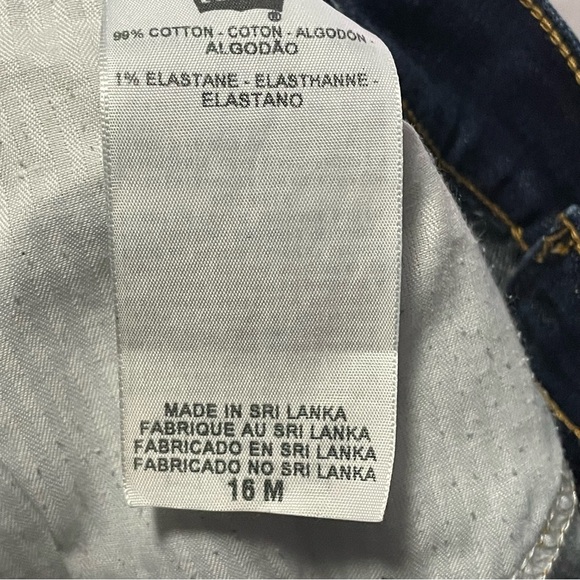 ®
99% COTTON - COTON - ALGODÓN -
ALGODÃO
1% ELASTANE - ELASTHANNE -
ELASTANO
MADE IN SRI LANKA
FABRIQUE AU SRI LANKA
FABRICADO EN SRI LANKA
FABRICADO NO SRI LANKA
16 M